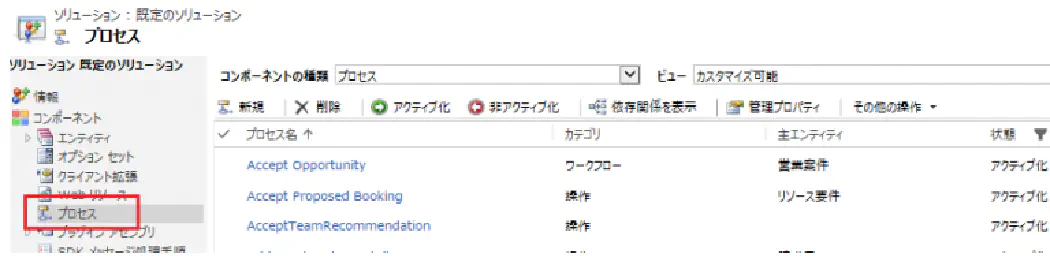 ソリューション : 既定のソリューション
プロセス
ソリューション 既定のソリューション
情報
コンポーネント
エンティティ
オプション セット
クライアント拡張
Web リソース
プロセス
プラグイン アセンブリ
SDK メッセージ処理手順
コンポーネントの種類 プロセス ビュー カスタマイズ可能
新規 削除 アクティブ化 非アクティブ化 依存関係を表示 管理プロパティ その他の操作
プロセス名 ↑ カテゴリ 主エンティティ 状態
Accept Opportunity ワークフロー 営業案件 アクティブ化
Accept Proposed Booking 操作 リソース要件 アクティブ化
AcceptTeamRecommendation 操作 アクティブ化